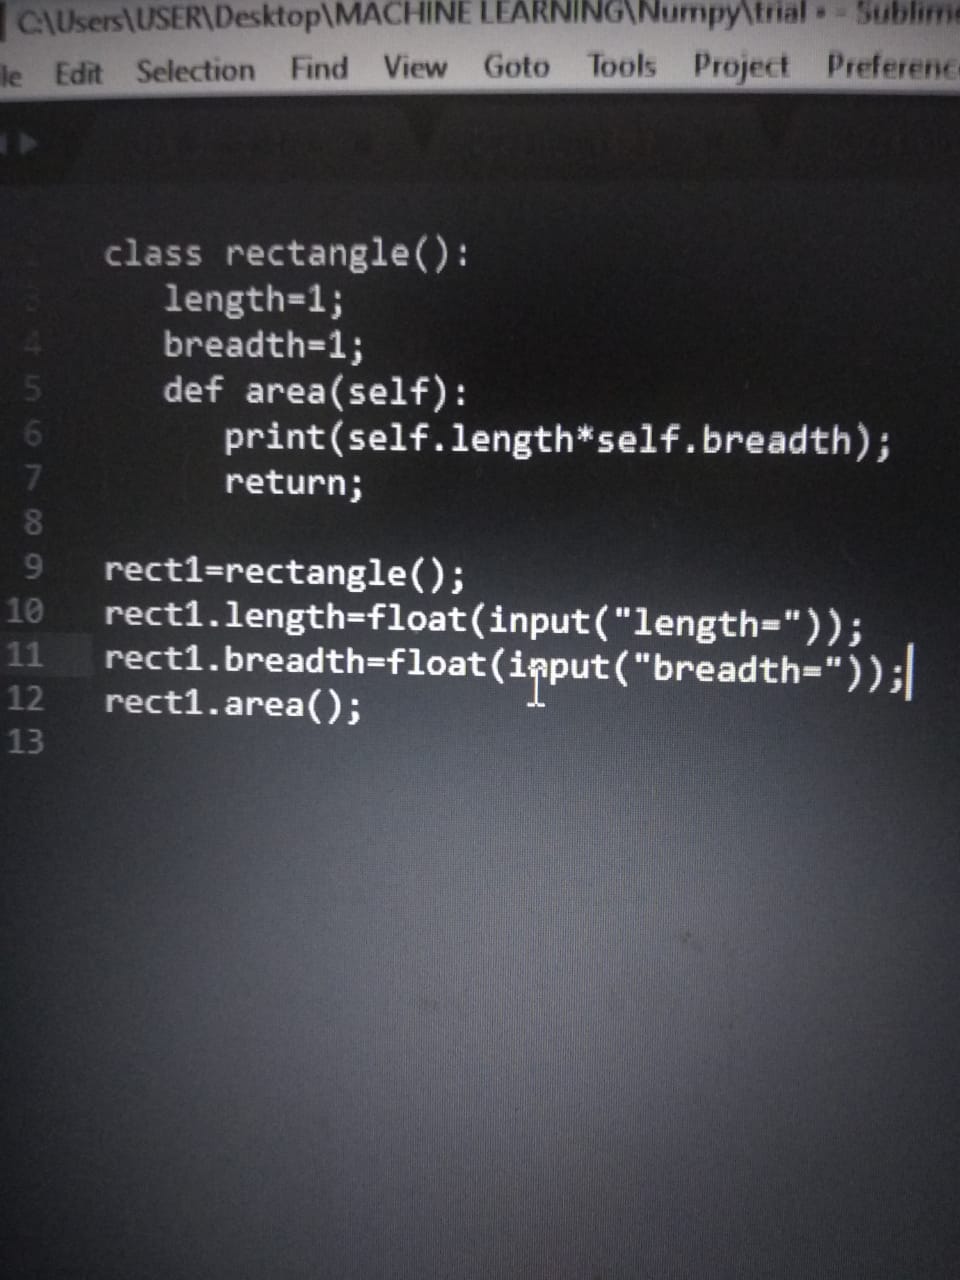 C:\Users\USER\Desktop\MACHINE LEARNING\Numpy\trial • - Sublime
le Edit Selection Find View Goto Tools Project Preferenc
class rectangle():
3 length=1;
4 breadth=1;
5 def area(self):
6 print(self.length*self.breadth);
7 return;
8
9 rect1=rectangle();
10 rect1.length=float(input("length="));
11 rect1.breadth=float(input("breadth="));
12 rect1.area();
13